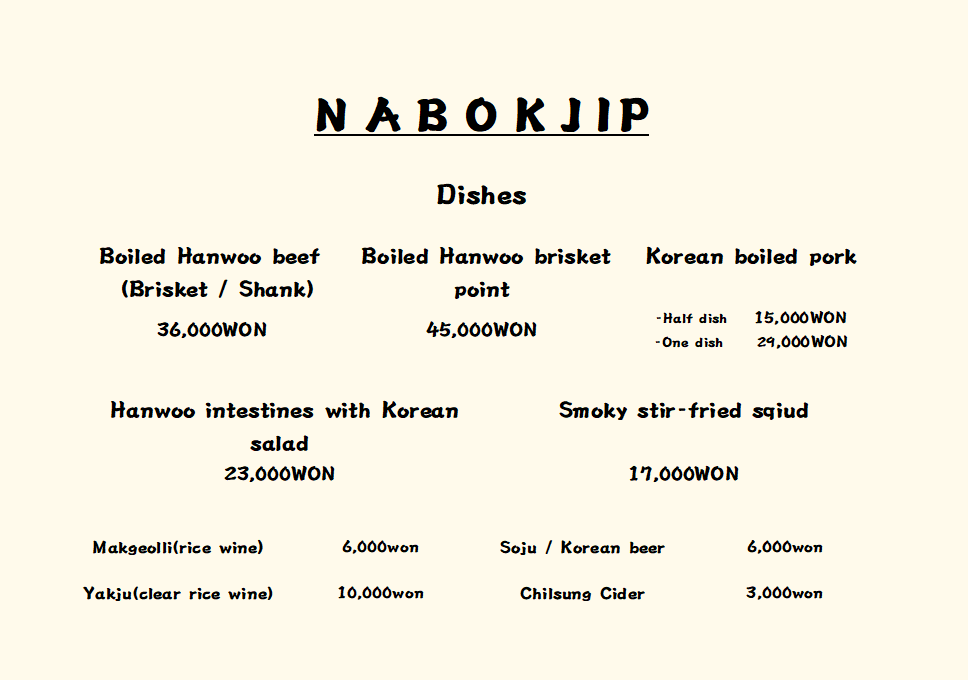 NABOKJIP
Dishes
Boiled Hanwoo beef
(Brisket / Shank)
36,000WON
Boiled Hanwoo brisket
point
45,000WON
Korean boiled pork
-Half dish 15,000WON
-One dish 29,000WON
Hanwoo intestines with Korean
salad
23,000WON
Smoky stir-fried sqiud
17,000WON
Makgeolli(rice wine) 6,000won
Soju / Korean beer 6,000won
Yakju(clear rice wine) 10,000won
Chilsung Cider 3,000won